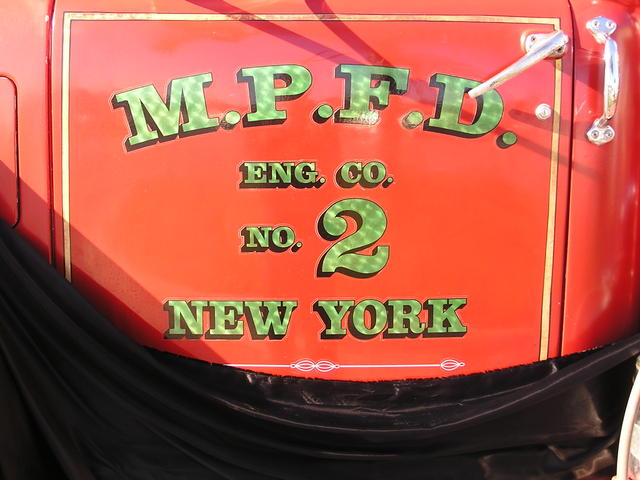 M.P.F.D.
ENG. CO.
NO. 2
NEW YORK